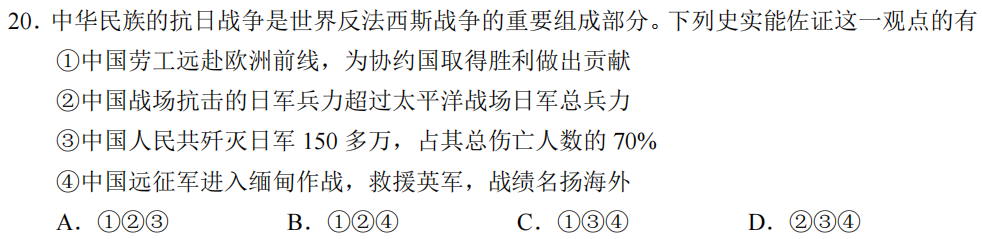 20．中华民族的抗日战争是世界反法西斯战争的重要组成部分。下列史实能佐证这一观点的有
①中国劳工远赴欧洲前线，为协约国取得胜利做出贡献
②中国战场抗击的日军兵力超过太平洋战场日军总兵力
③中国人民共歼灭日军 150 多万，占其总伤亡人数的 70%
④中国远征军进入缅甸作战，救援英军，战绩名扬海外
A．①②③ B．①②④ C．①③④ D．②③④